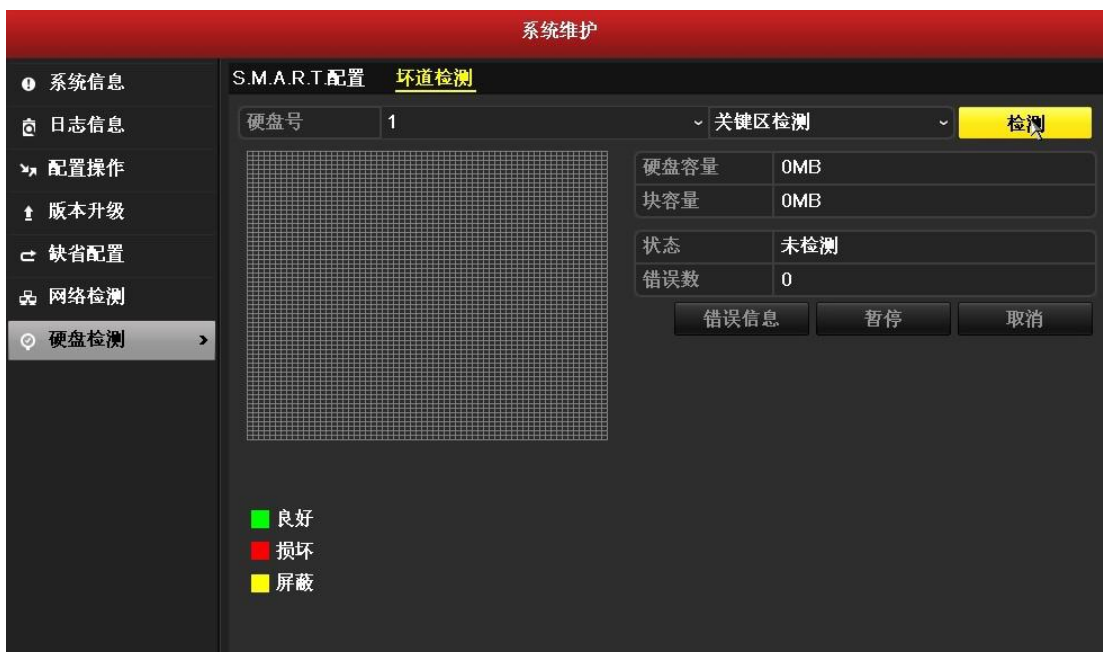 系统维护
系统信息
日志信息
配置操作
版本升级
缺省配置
网络检测
硬盘检测
S.M.A.R.T.配置 坏道检测
硬盘号 1 关键区检测 检测
硬盘容量 0MB
块容量 0MB
状态 未检测
错误数 0
错误信息 暂停 取消
良好
损坏
屏蔽